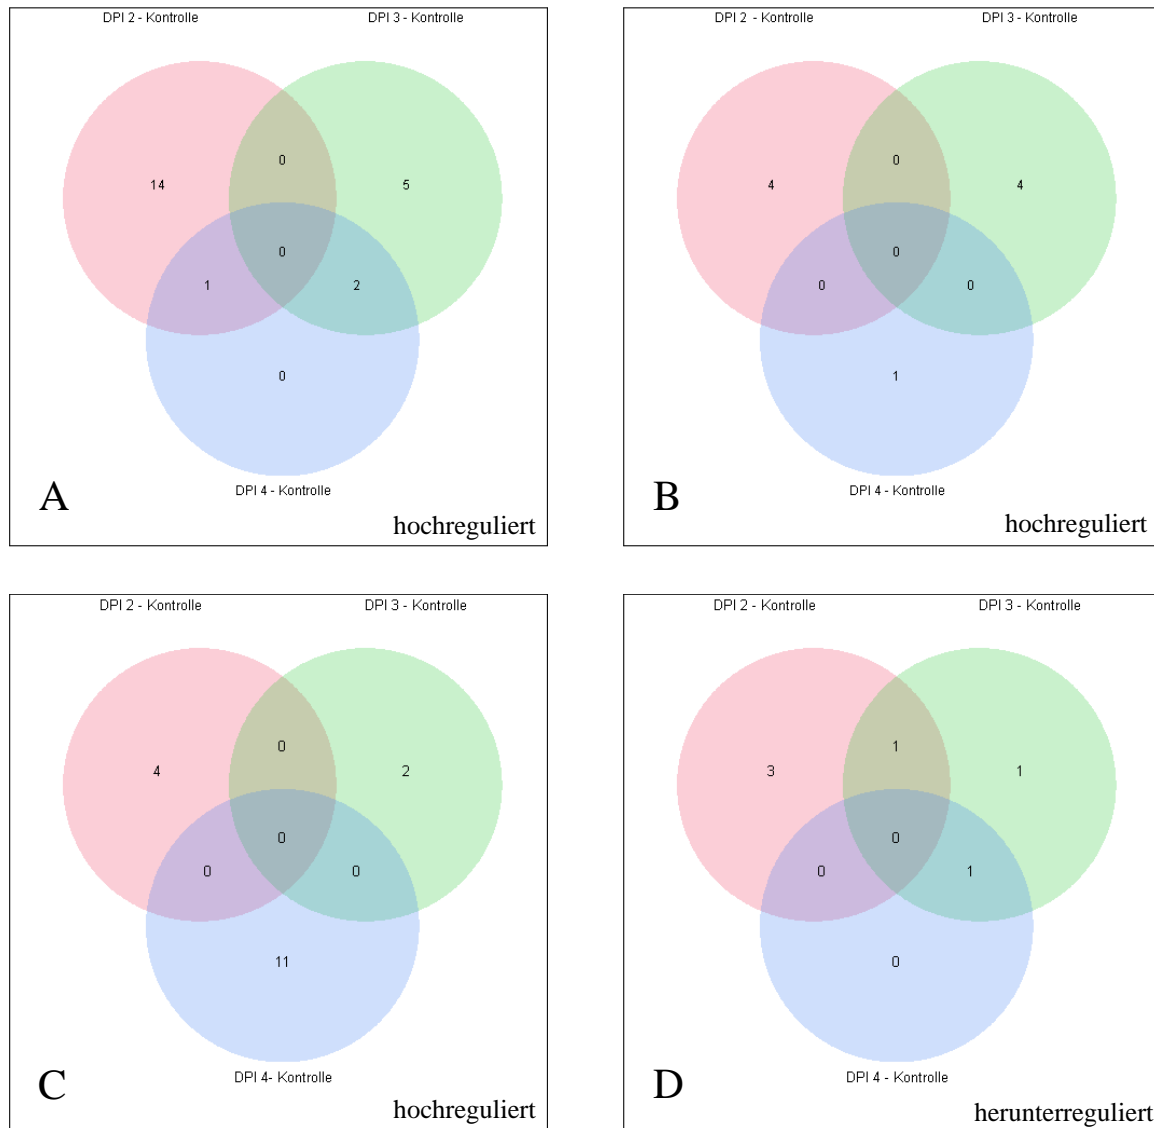 DPI 2 - Kontrolle
DPI 3 - Kontrolle
0
14
5
0
1
2
0
DPI 4 - Kontrolle
A
hochreguliert
DPI 2 - Kontrolle
DPI 3 - Kontrolle
0
4
4
0
0
0
1
DPI 4 - Kontrolle
B
hochreguliert
DPI 2 - Kontrolle
DPI 3 - Kontrolle
0
4
2
0
0
0
11
DPI 4- Kontrolle
C
hochreguliert
DPI 2 - Kontrolle
DPI 3 - Kontrolle
1
3
1
0
0
1
0
DPI 4 - Kontrolle
D
herunterreguliert